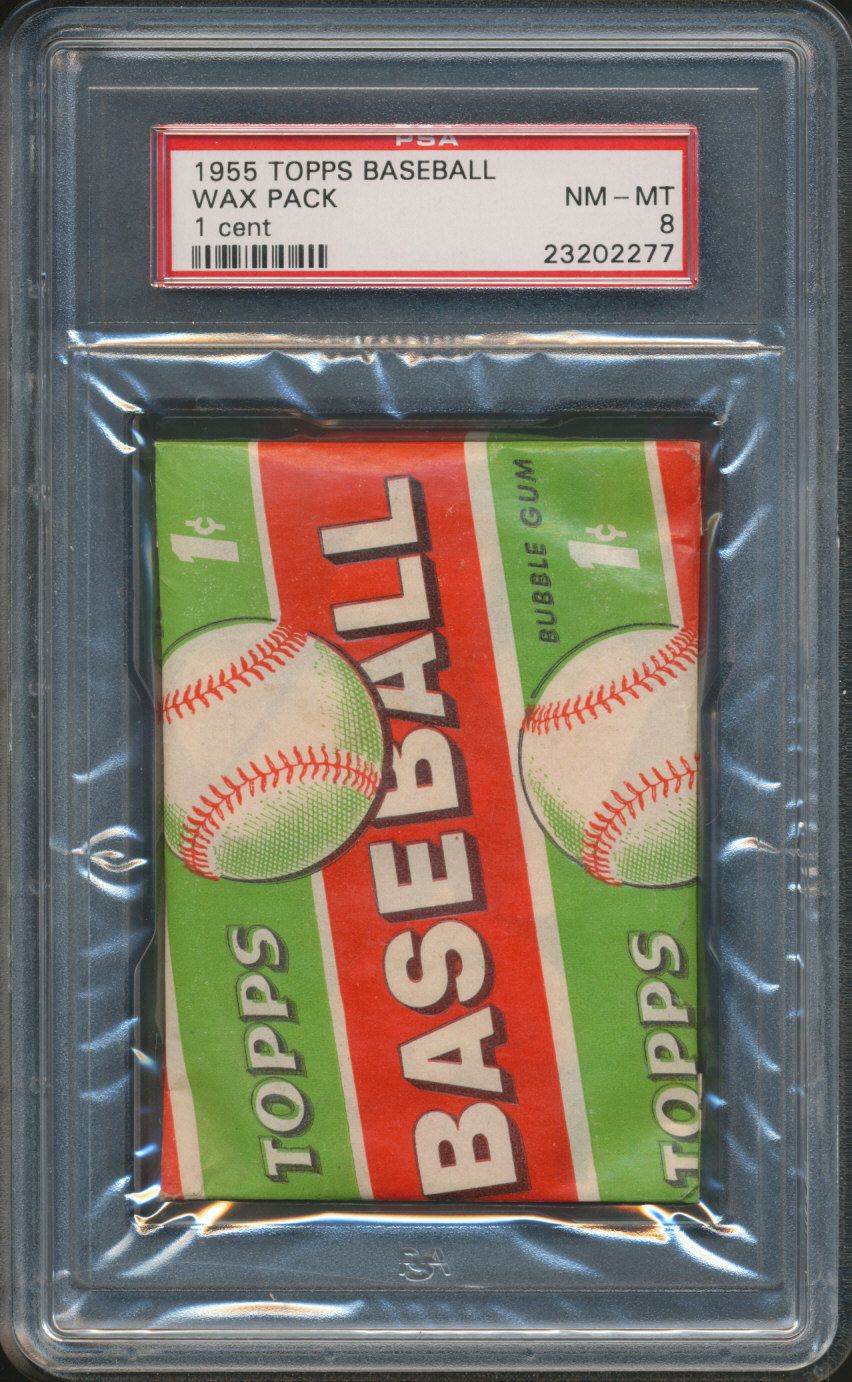 PSA
1955 TOPPS BASEBALL
WAX PACK
NM - MT
1 cent
8
23202277
1¢
BASEBALL
BUBBLE GUM
1¢
TOPPS
TOPPS
PSA